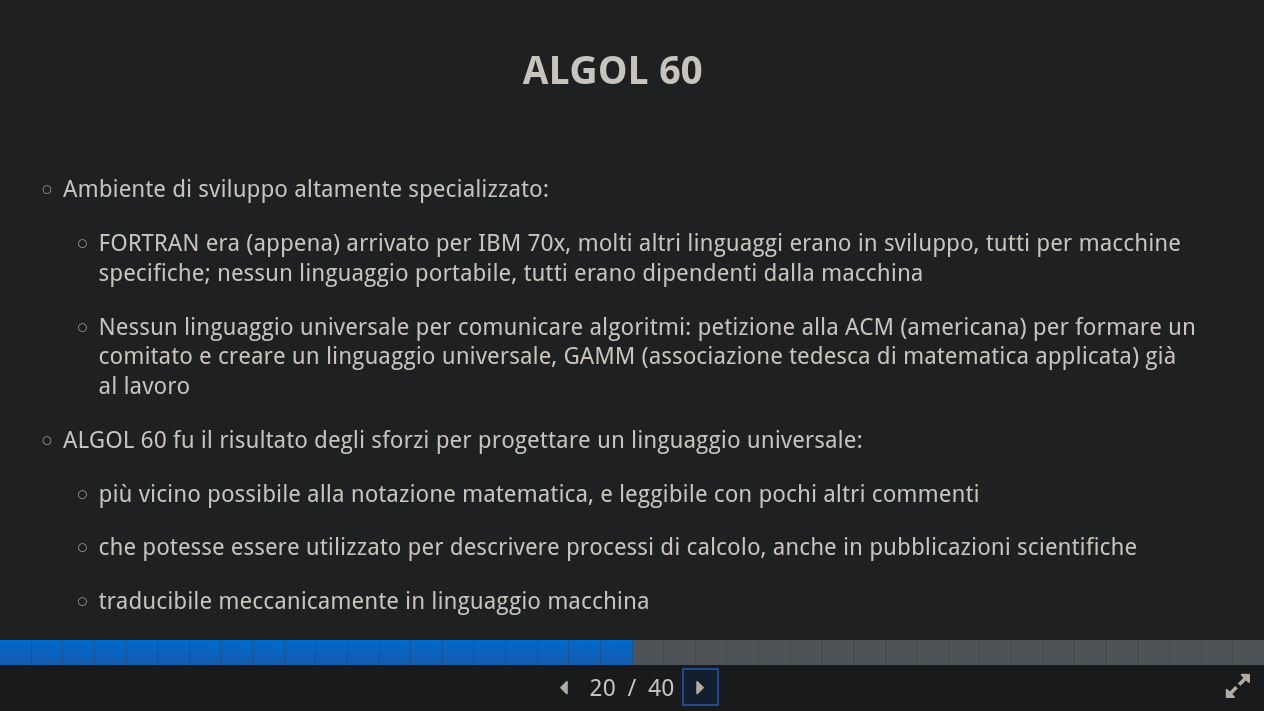 ALGOL 60
Ambiente di sviluppo altamente specializzato:
FORTRAN era (appena) arrivato per IBM 70x, molti altri linguaggi erano in sviluppo, tutti per macchine
specifiche; nessun linguaggio portabile, tutti erano dipendenti dalla macchina
Nessun linguaggio universale per comunicare algoritmi: petizione alla ACM (americana) per formare un
comitato e creare un linguaggio universale, GAMM (associazione tedesca di matematica applicata) già
al lavoro
ALGOL 60 fu il risultato degli sforzi per progettare un linguaggio universale:
più vicino possibile alla notazione matematica, e leggibile con pochi altri commenti
che potesse essere utilizzato per descrivere processi di calcolo, anche in pubblicazioni scientifiche
traducibile meccanicamente in linguaggio macchina
20 / 40